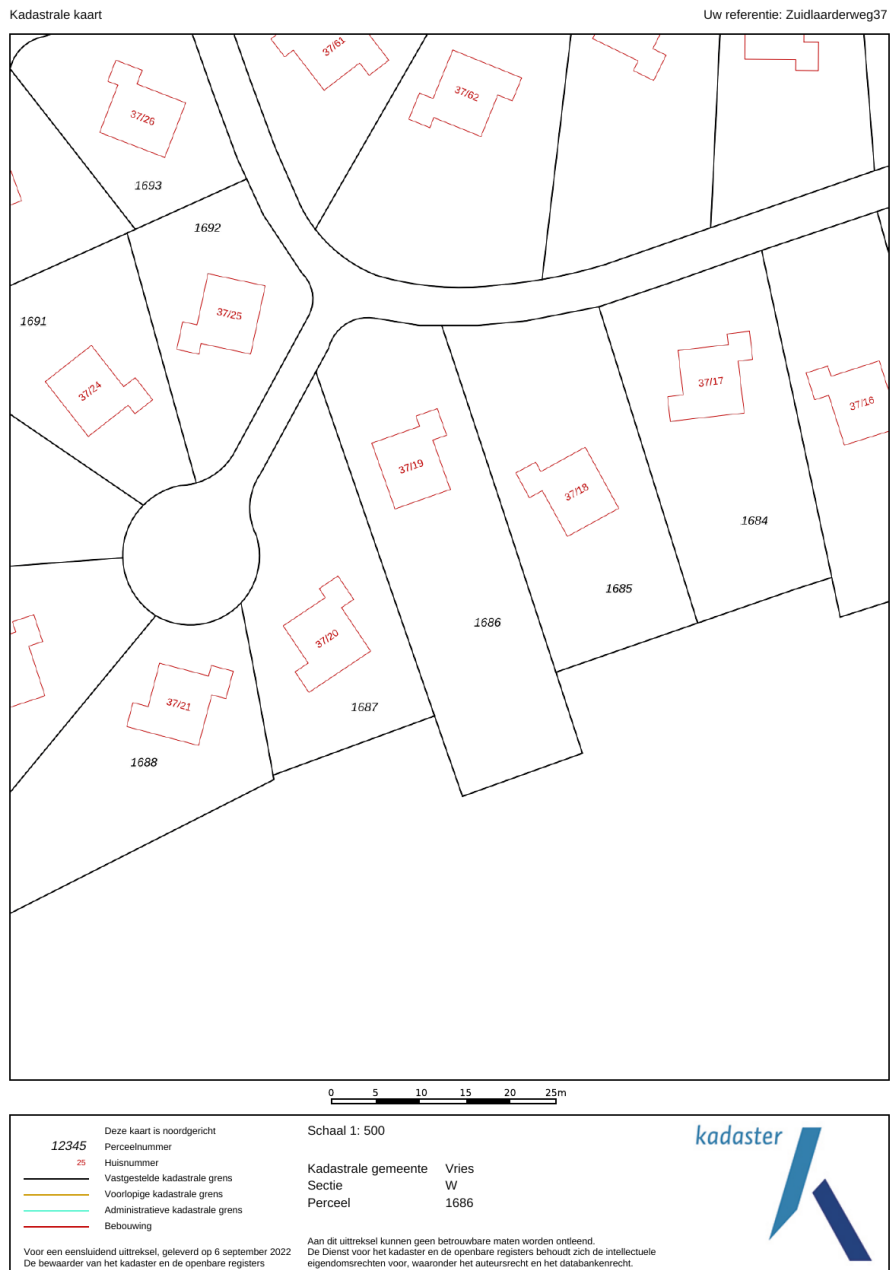 Kadastrale kaart
Uw referentie: Zuidlaarderweg37
37/61
37/62
37/26
1693
1692
1691
37/25
37/24
37/17
37/16
37/19
37/18
1684
1685
1686
37/20
37/21
1687
1688
0 5 10 15 20 25m
Deze kaart is noordgericht
12345 Perceelnummer
25 Huisnummer
Vastgestelde kadastrale grens
Voorlopige kadastrale grens
Administratieve kadastrale grens
Bebouwing
Voor een eensluidend uittreksel, geleverd op 6 september 2022
De bewaarder van het kadaster en de openbare registers
Schaal 1: 500
Kadastrale gemeente Vries
Sectie W
Perceel 1686
Aan dit uittreksel kunnen geen betrouwbare maten worden ontleend.
De Dienst voor het kadaster en de openbare registers behoudt zich de intellectuele
eigendomsrechten voor, waaronder het auteursrecht en het databankenrecht.
kadaster